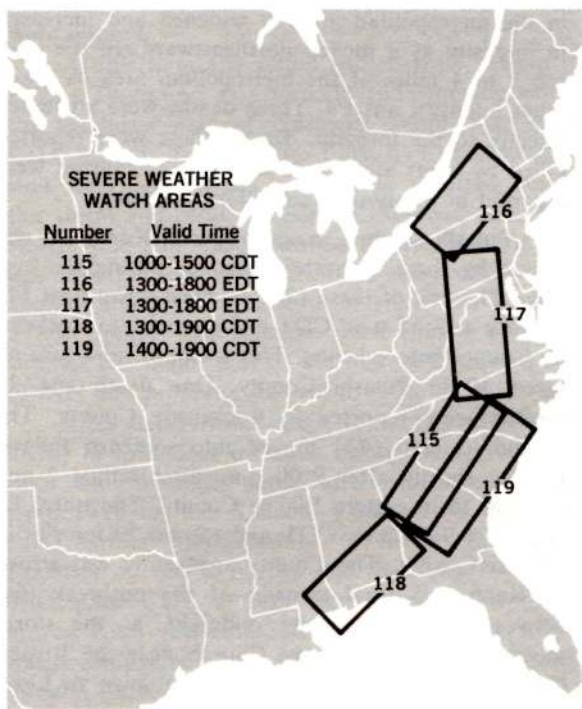 SEVERE WEATHER
WATCH AREAS
Number Valid Time
115 1000-1500 CDT
116 1300-1800 EDT
117 1300-1800 EDT
118 1300-1900 CDT
119 1400-1900 CDT
116
117
115
119
118